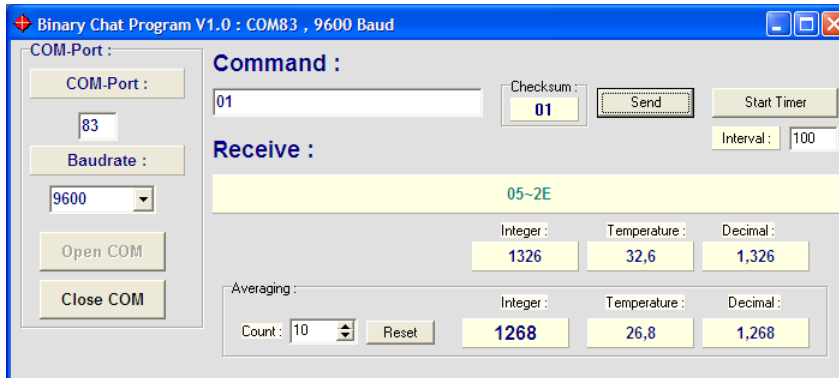 Binary Chat Program V1.0 : COM83 , 9600 Baud
COM-Port :
COM-Port :
83
Baudrate :
9600
Open COM
Close COM
Command :
01
Checksum :
01
Send
Start Timer
Interval : 100
Receive :
05~2E
Integer : Temperature : Decimal :
1326 32,6 1,326
Averaging :
Count : 10 Reset
Integer : Temperature : Decimal :
1268 26,8 1,268